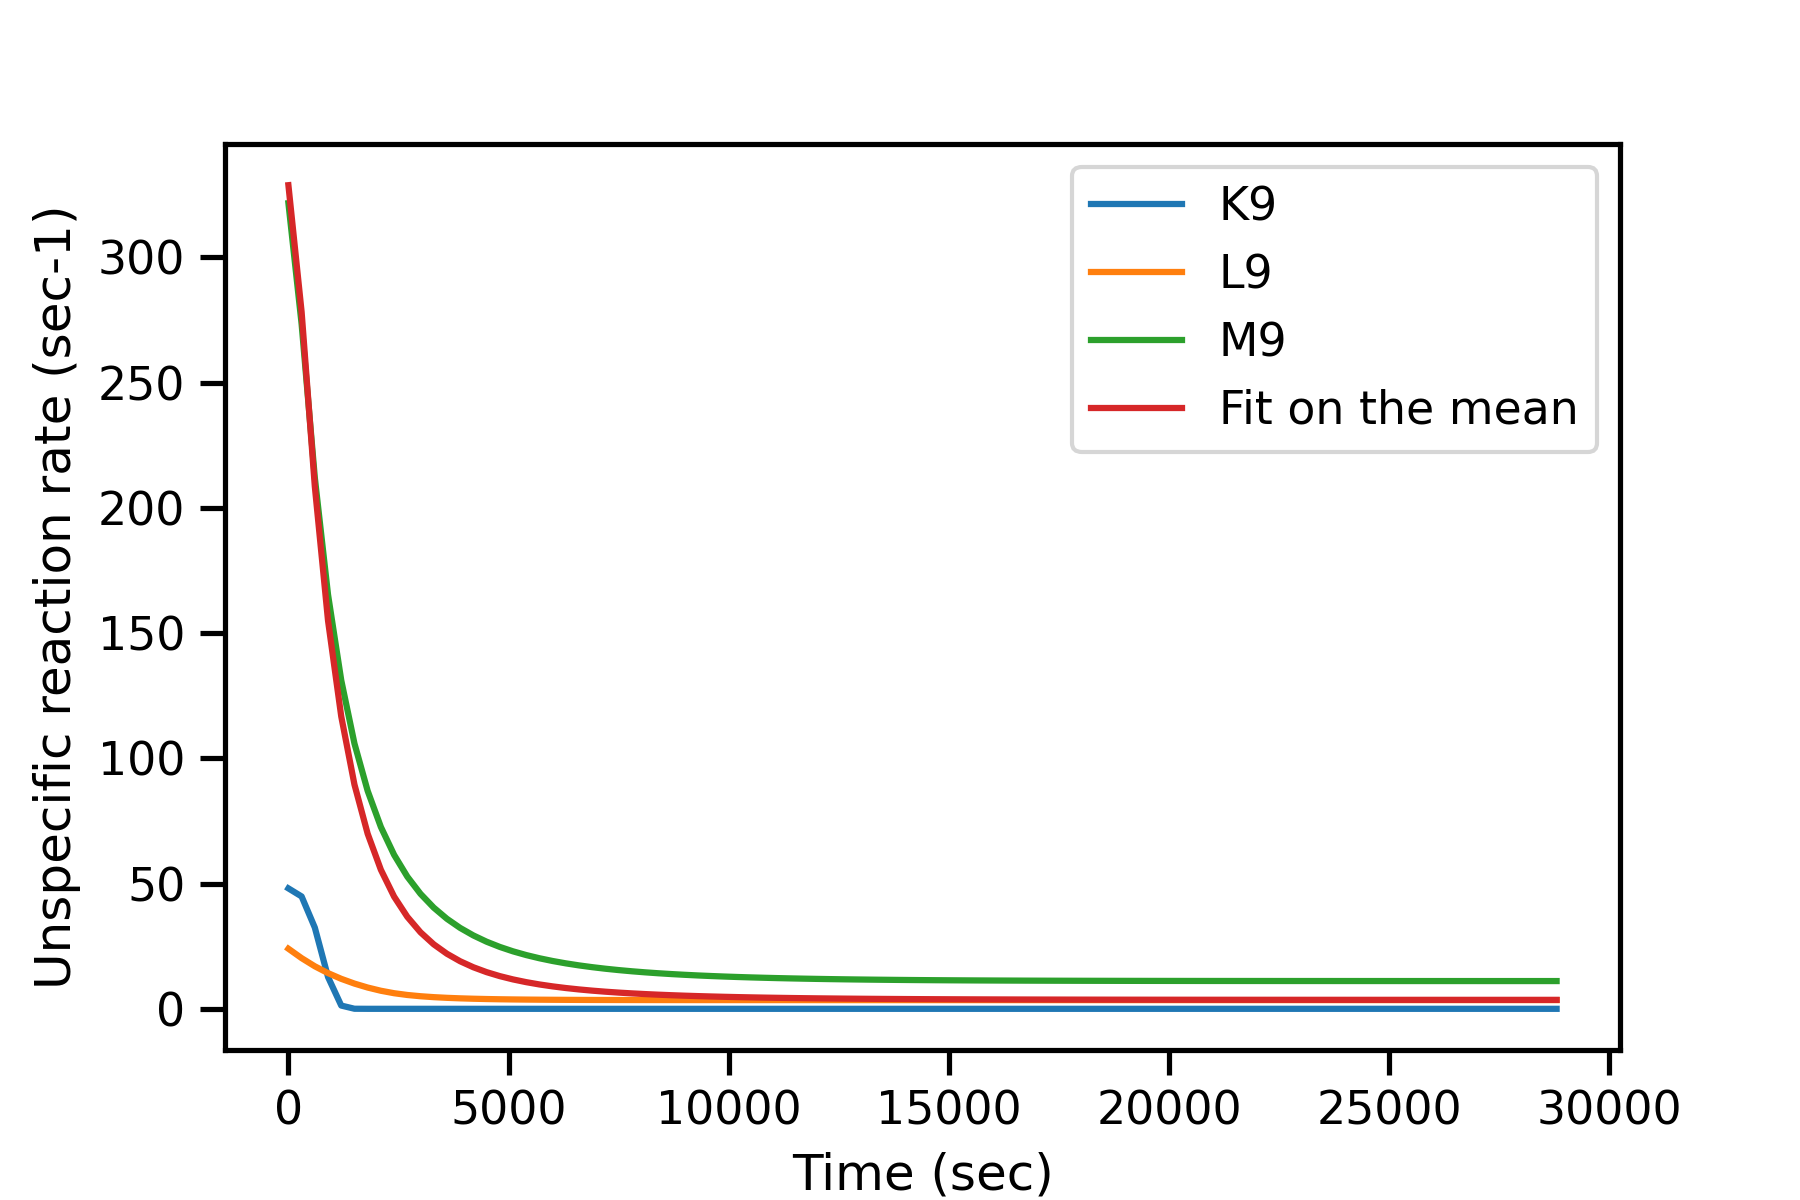 Unspecific reaction rate (sec-1)
300
250
200
150
100
50
0
K9
L9
M9
Fit on the mean
0 5000 10000 15000 20000 25000 30000
Time (sec)